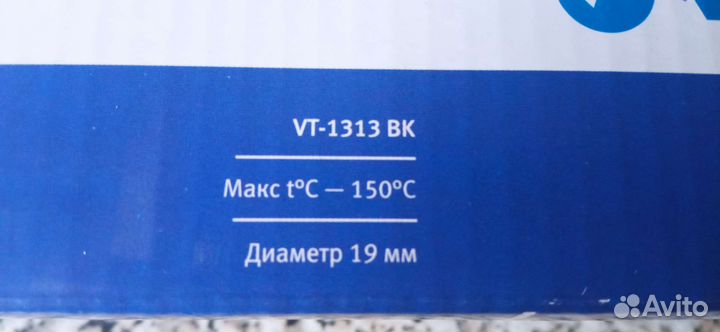 VT-1313 BK
Макс t°C — 150°C
Диаметр 19 мм
Avito